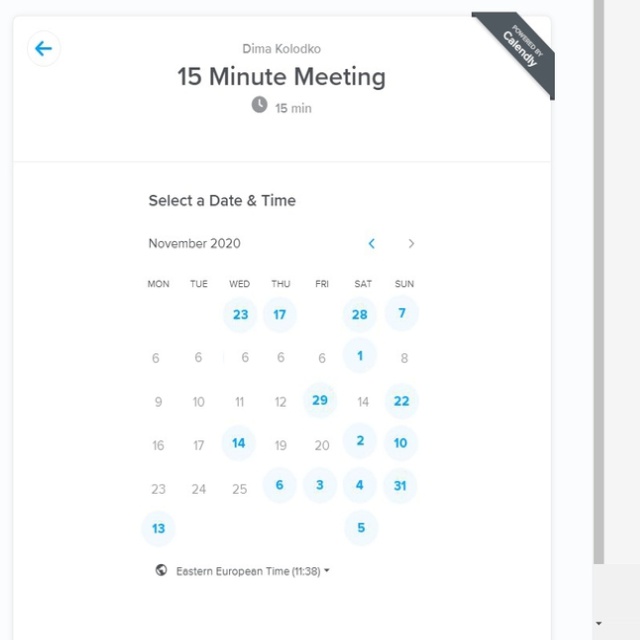 Dima Kolodko
POWERED BY
Calendly
15 Minute Meeting
15 min
Select a Date & Time
November 2020
MON TUE WED THU FRI SAT SUN
23 17 28 7
6 6 6 6 6 1 8
9 10 11 12 29 14 22
16 17 14 19 20 2 10
23 24 25 6 3 4 31
13 5
Eastern European Time (11:38)